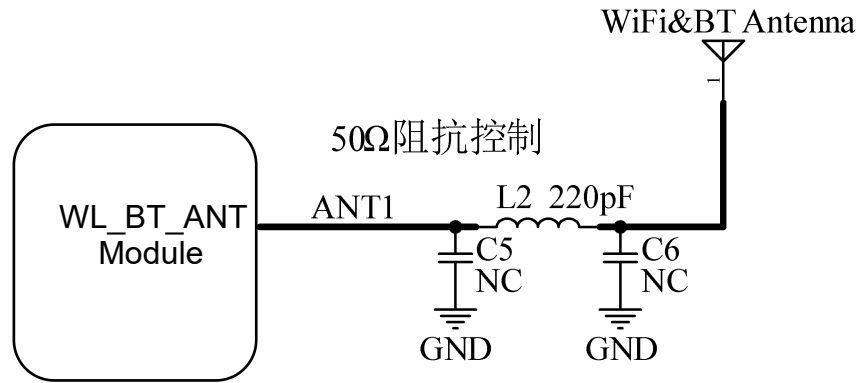 WiFi&BT Antenna
1
50Ω阻抗控制
WL_BT_ANT
Module
ANT1
L2 220pF
C5
NC
C6
NC
GND
GND